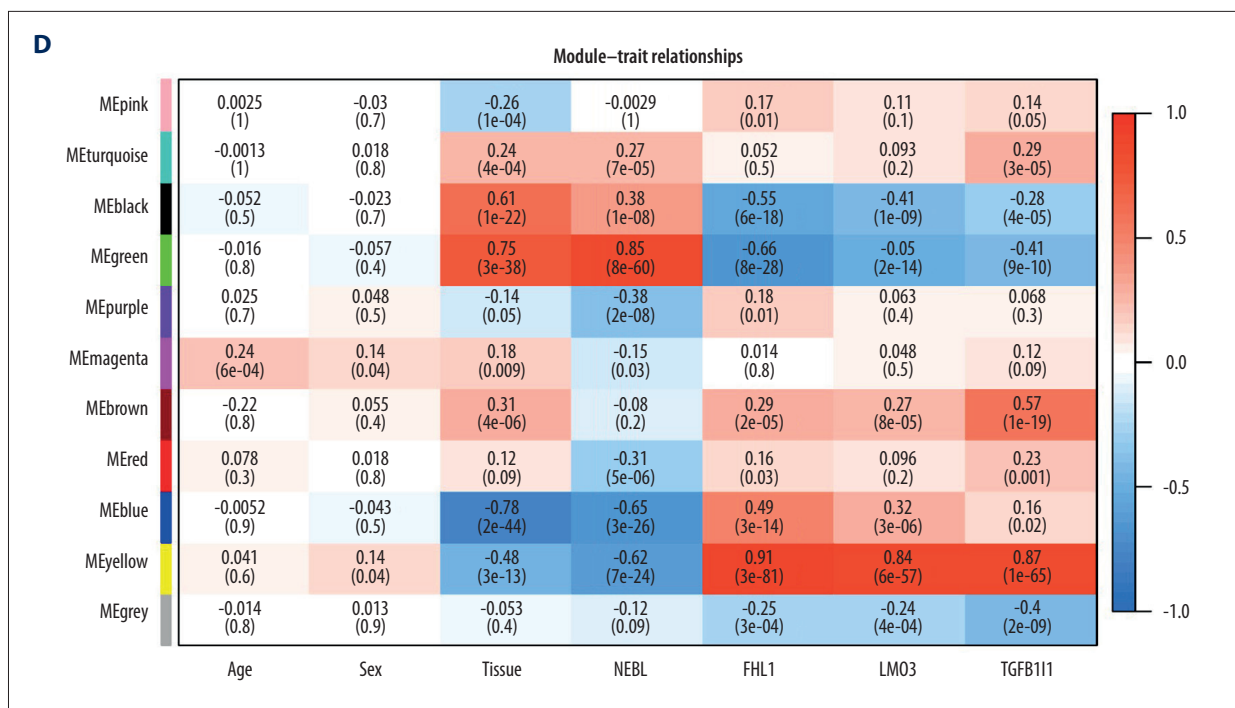 D
Module–trait relationships
MEpink 0.0025 -0.03 -0.26 -0.0029 0.17 0.11 0.14
(1) (0.7) (1e-04) (1) (0.01) (0.1) (0.05)
MEturquoise -0.0013 0.018 0.24 0.27 0.052 0.093 0.29
(1) (0.8) (4e-04) (7e-05) (0.5) (0.2) (3e-05)
MEblack -0.052 -0.023 0.61 0.38 -0.55 -0.41 -0.28
(0.5) (0.7) (1e-22) (1e-08) (6e-18) (1e-09) (4e-05)
MEgreen -0.016 -0.057 0.75 0.85 -0.66 -0.05 -0.41
(0.8) (0.4) (3e-38) (8e-60) (8e-28) (2e-14) (9e-10)
MEpurple 0.025 0.048 -0.14 -0.38 0.18 0.063 0.068
(0.7) (0.5) (0.05) (2e-08) (0.01) (0.4) (0.3)
MEmagenta 0.24 0.14 0.18 -0.15 0.014 0.048 0.12
(6e-04) (0.04) (0.009) (0.03) (0.8) (0.5) (0.09)
MEbrown -0.22 0.055 0.31 -0.08 0.29 0.27 0.57
(0.8) (0.4) (4e-06) (0.2) (2e-05) (8e-05) (1e-19)
MEred 0.078 0.018 0.12 -0.31 0.16 0.096 0.23
(0.3) (0.8) (0.09) (5e-06) (0.03) (0.2) (0.001)
MEblue -0.0052 -0.043 -0.78 -0.65 0.49 0.32 0.16
(0.9) (0.5) (2e-44) (3e-26) (3e-14) (3e-06) (0.02)
MEyellow 0.041 0.14 -0.48 -0.62 0.91 0.84 0.87
(0.6) (0.04) (3e-13) (7e-24) (3e-81) (6e-57) (1e-65)
MEgrey -0.014 0.013 -0.053 -0.12 -0.25 -0.24 -0.4
(0.8) (0.9) (0.4) (0.09) (3e-04) (4e-04) (2e-09)
Age Sex Tissue NEBL FHL1 LMO3 TGFB1I1
1.0
0.5
0.0
-0.5
-1.0